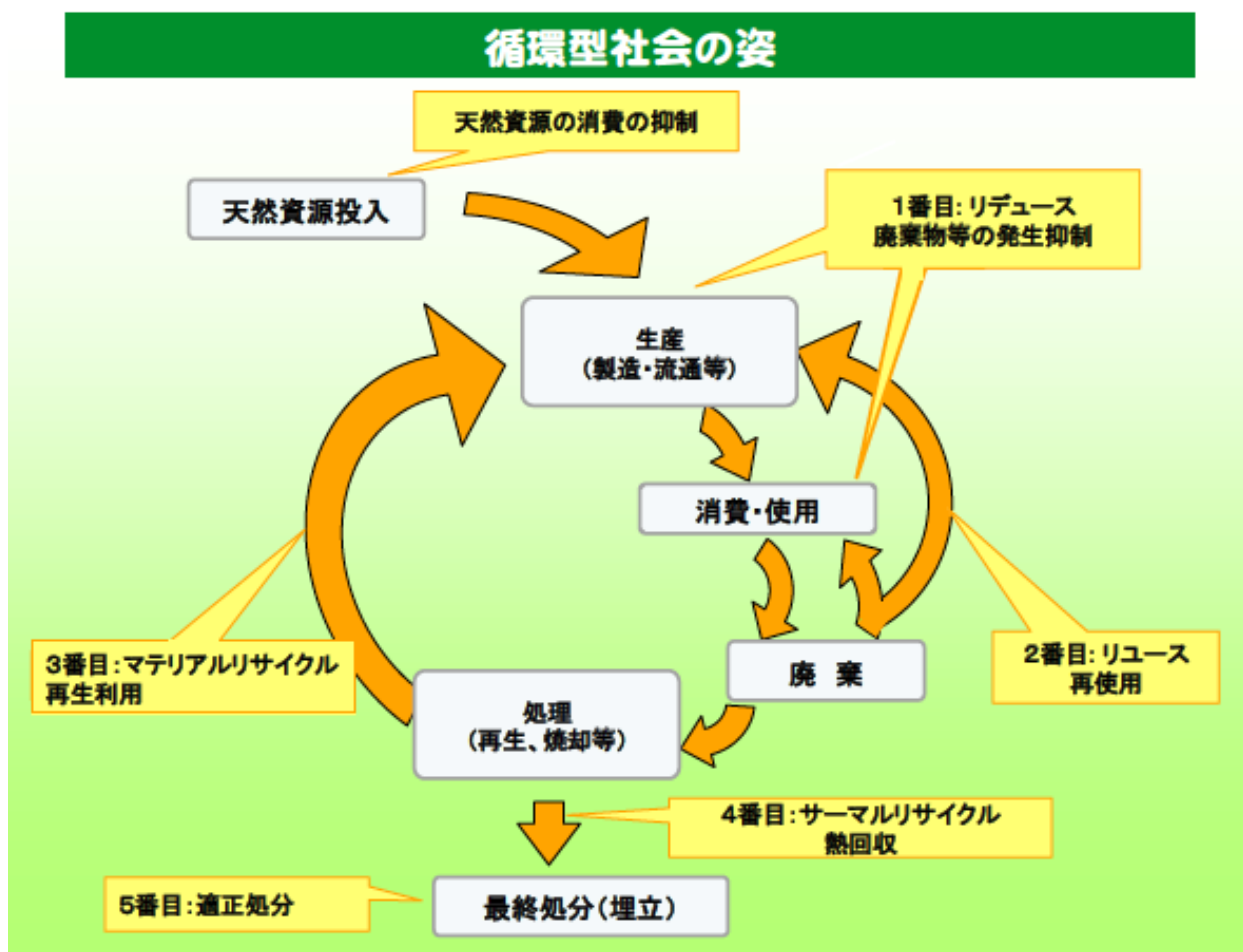 循環型社会の姿
天然資源の消費の抑制
天然資源投入
1番目:リデュース
廃棄物等の発生抑制
生産
(製造・流通等)
消費・使用
3番目:マテリアルリサイクル
再生利用
廃 棄
2番目:リユース
再使用
処理
(再生、焼却等)
4番目:サーマルリサイクル
熱回収
5番目:適正処分
最終処分(埋立)